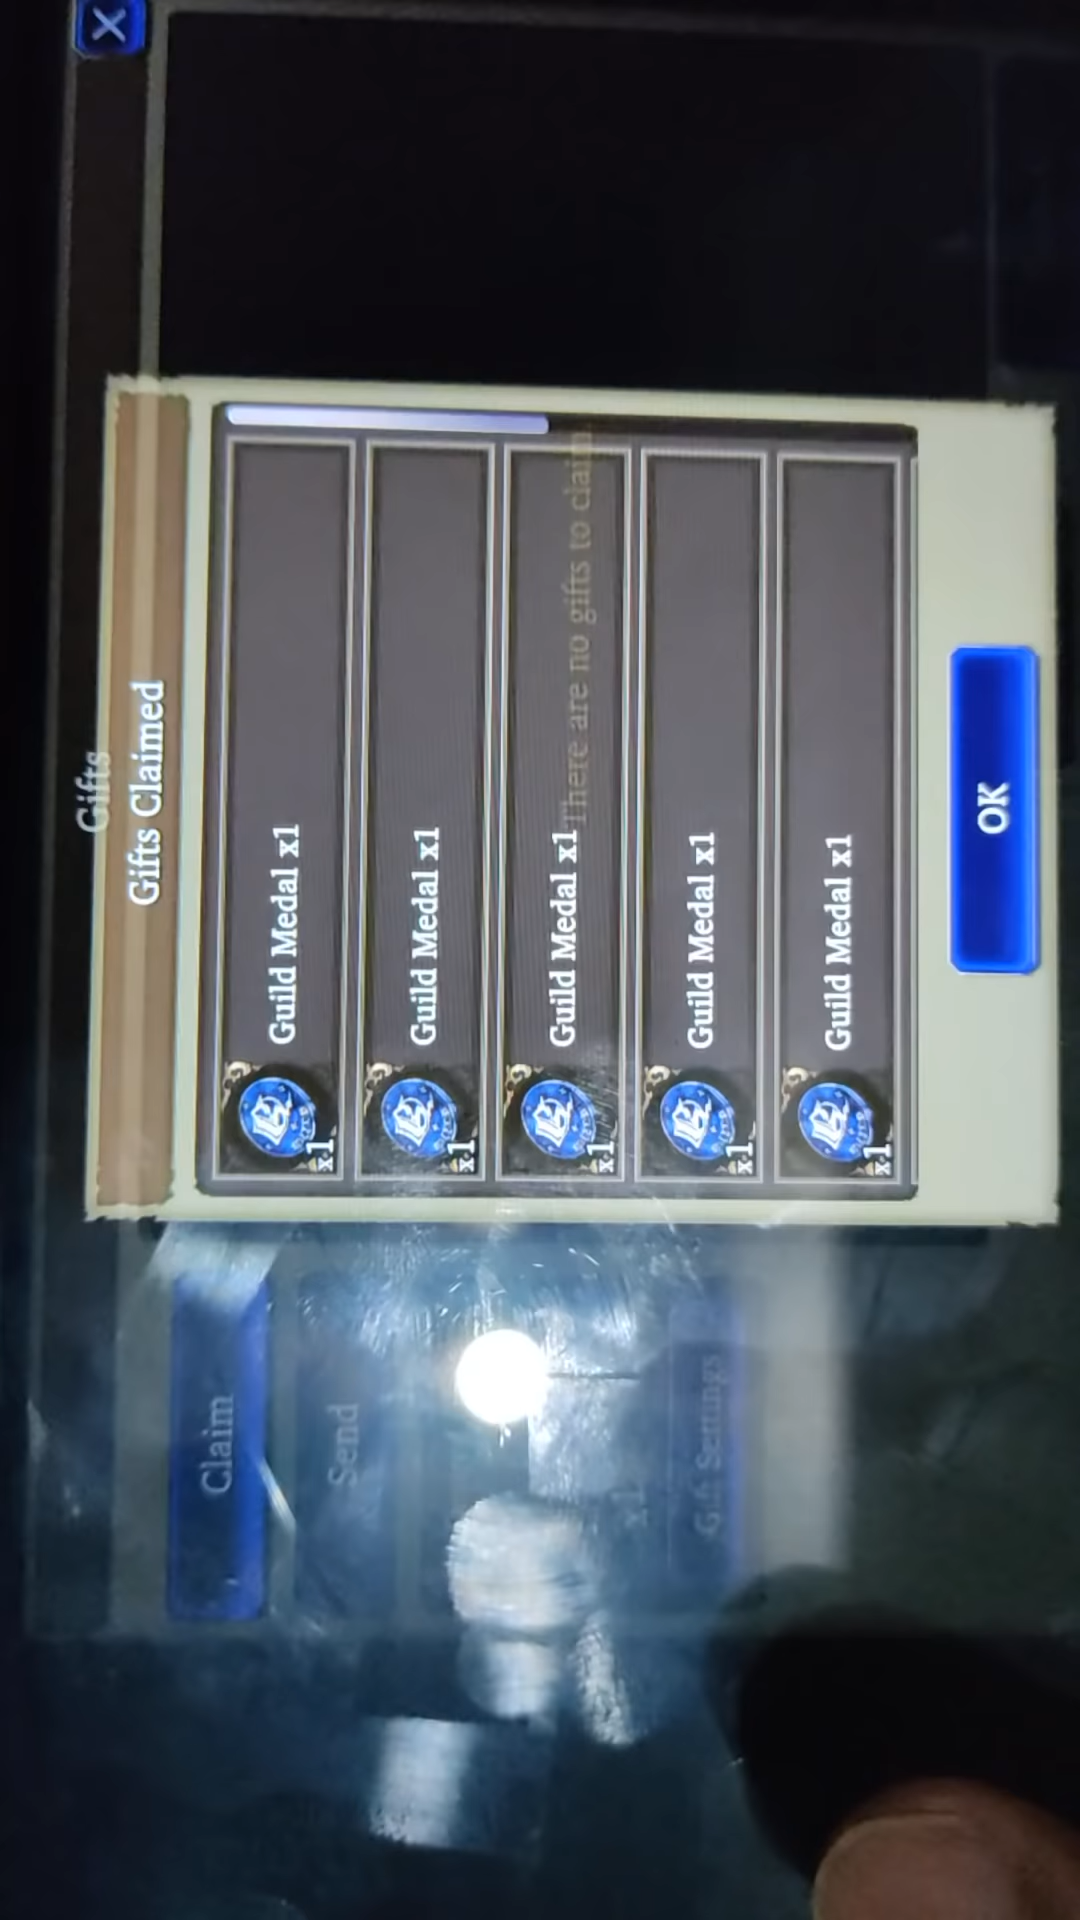 Gifts
Gifts Claimed
x1 Guild Medal x1
x1 Guild Medal x1
x1 Guild Medal x1
There are no gifts to claim
x1 Guild Medal x1
x1 Guild Medal x1
OK
Claim
Send
x1
Gift Settings